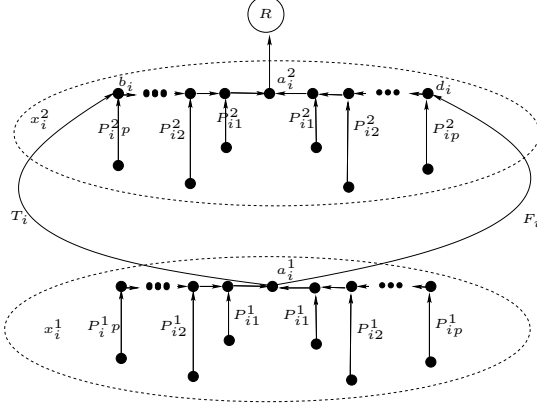 R
b_i a_i^2 d_i
x_i^2 P_i^2p P_{i2}^2 P_{i1}^2 P_{i1}^2 P_{i2}^2 P_{ip}^2
T_i F_i
a_i^1
x_i^1 P_i^1p P_{i2}^1 P_{i1}^1 P_{i1}^1 P_{i2}^1 P_{ip}^1